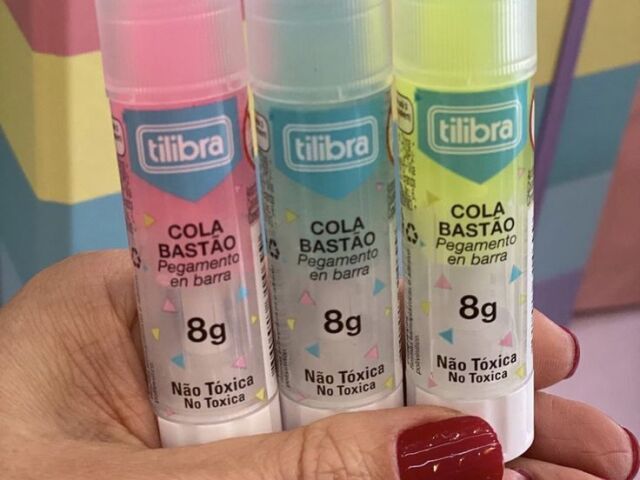 tilibra
COLA
BASTÃO
Pegamento
en barra
8g
Não Tóxica
No Toxica
tilibra
COLA
BASTÃO
Pegamento
en barra
8g
Não Tóxica
No Toxica
tilibra
COLA
BASTÃO
Pegamento
en barra
8g
Não Tóxica
No Toxica